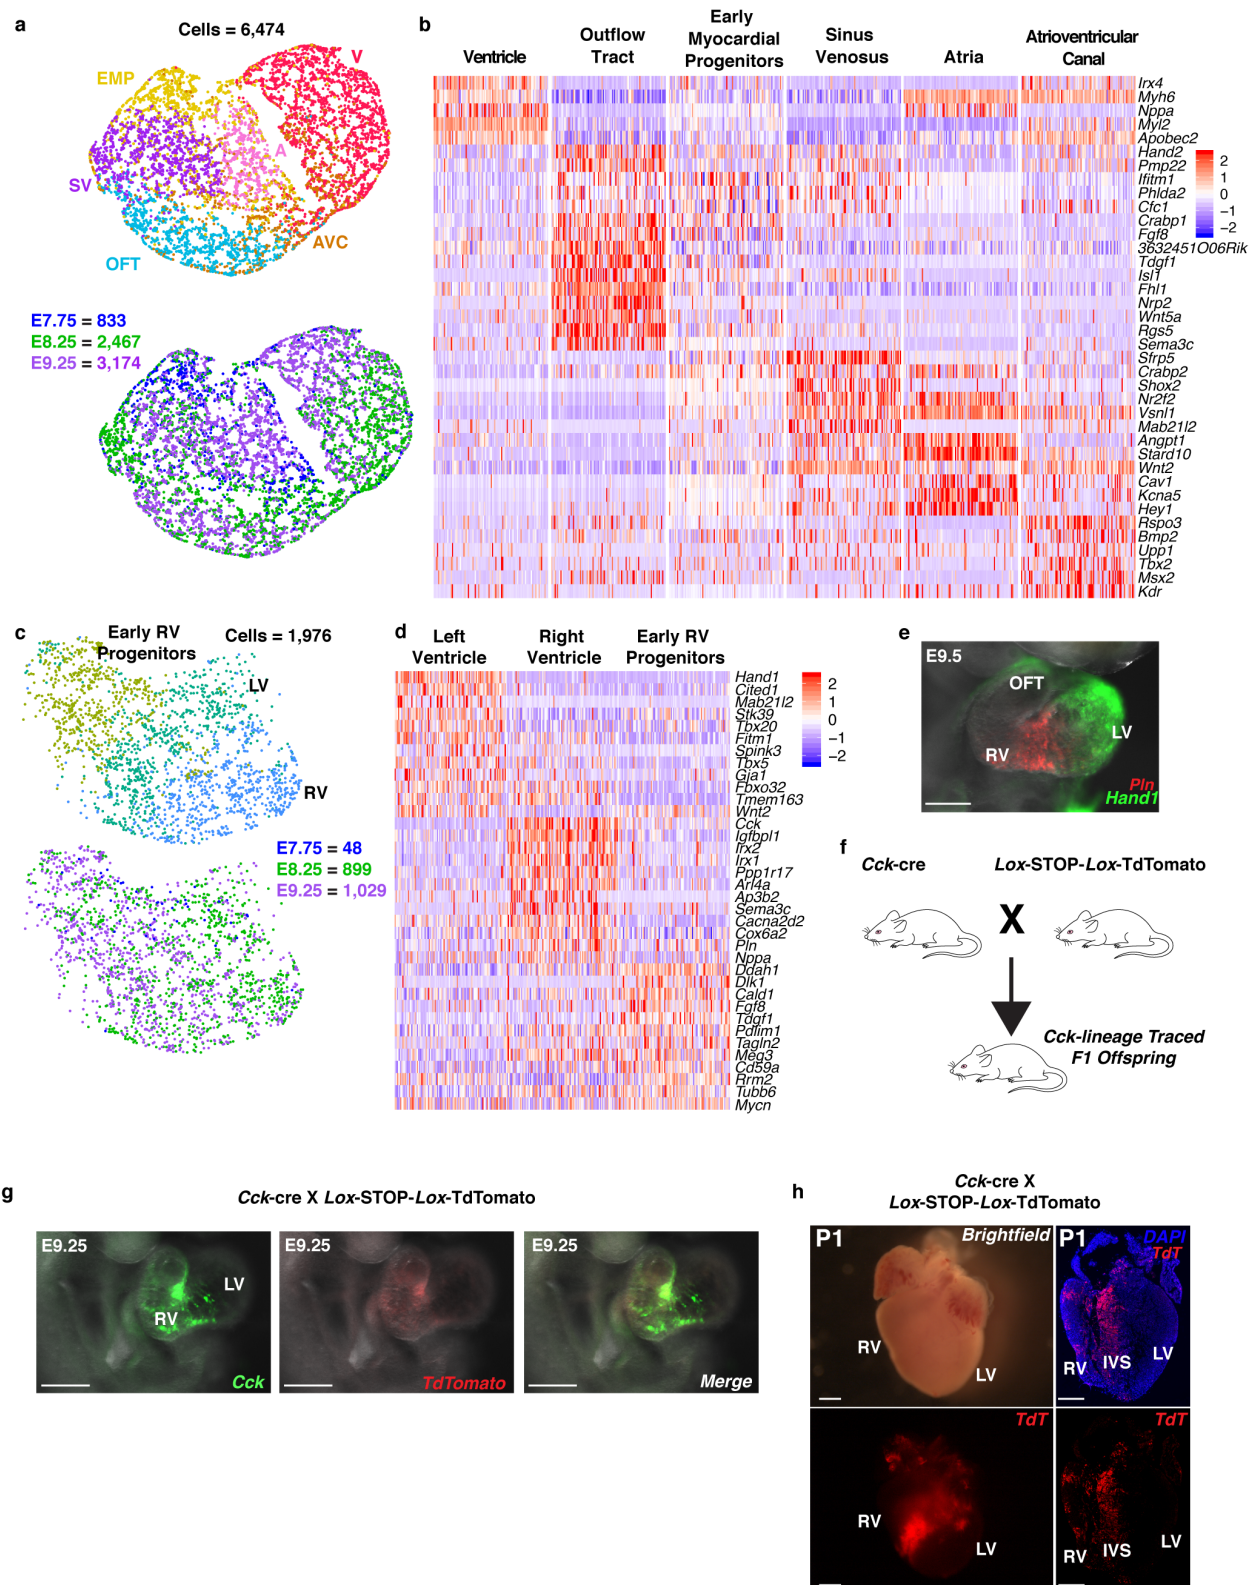 a
Cells = 6,474
EMP
V
A
SV
OFT
AVC
E7.75 = 833
E8.25 = 2,467
E9.25 = 3,174
b
Ventricle
Outflow
Tract
Early
Myocardial
Progenitors
Sinus
Venosus
Atria
Atrioventricular
Canal
Irx4
Myh6
Nppa
Myl2
Apobec2
Hand2
Pmp22
Ifitm1
Phlda2
Cfc1
Crabp1
Fgf8
3632451O06Rik
Tdgf1
Isl1
Fhl1
Nrp2
Wnt5a
Rgs5
Sema3c
Sfrp5
Crabp2
Shox2
Nr2f2
Vsnl1
Mab21l2
Angpt1
Stard10
Wnt2
Cav1
Kcna5
Hey1
Rspo3
Bmp2
Upp1
Tbx2
Msx2
Kdr
2
1
0
−1
−2
c
Early RV
Progenitors
Cells = 1,976
LV
RV
E7.75 = 48
E8.25 = 899
E9.25 = 1,029
d
Left
Ventricle
Right
Ventricle
Early RV
Progenitors
Hand1
Cited1
Mab21l2
Stk39
Tbx20
Fitm1
Spink3
Tbx5
Gja1
Fbxo32
Tmem163
Wnt2
Cck
Igfbpl1
Irx2
Irx1
Ppp1r17
Arl4a
Ap3b2
Sema3c
Cacna2d2
Cox6a2
Pln
Nppa
Ddah1
Dlk1
Cald1
Fgf8
Tdgf1
Pdlim1
Tagln2
Meg3
Cd59a
Rrm2
Tubb6
Mycn
2
1
0
−1
−2
e
E9.5
OFT
RV
LV
Pln
Hand1
f
Cck-cre
Lox-STOP-Lox-TdTomato
X
Cck-lineage Traced
F1 Offspring
g
Cck-cre X Lox-STOP-Lox-TdTomato
E9.25
LV
RV
Cck
E9.25
TdTomato
E9.25
Merge
h
Cck-cre X
Lox-STOP-Lox-TdTomato
P1
Brightfield
RV
LV
P1
DAPI
TdT
RV
IVS
LV
TdT
RV
LV
TdT
RV
IVS
LV